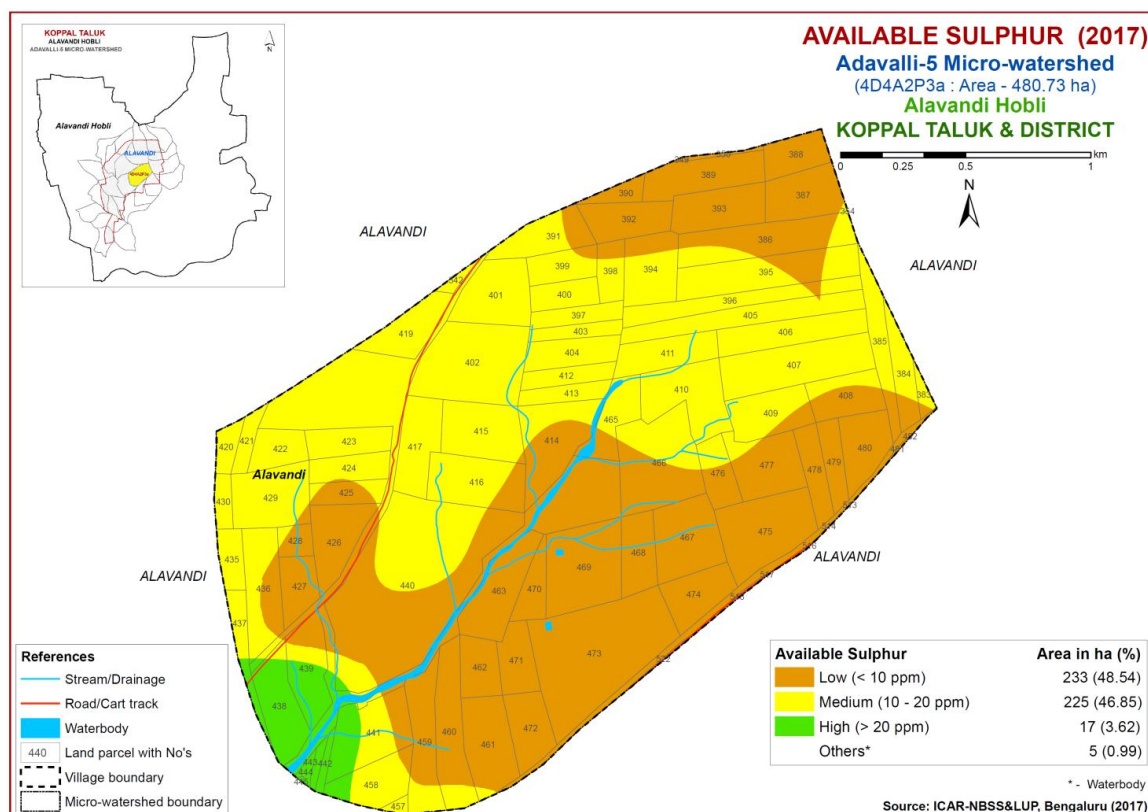 KOPPAL TALUK
ALAVANDI HOBLI
ADAVALLI-5 MICRO-WATERSHED
N
Alavandi Hobli
ALAVANDI
AVAILABLE SULPHUR (2017)
Adavalli-5 Micro-watershed
(4D4A2P3a : Area - 480.73 ha)
Alavandi Hobli
KOPPAL TALUK & DISTRICT
km
0 0.25 0.5 1
N
ALAVANDI
ALAVANDI
ALAVANDI
ALAVANDI
Alavandi
388
389
390
387
393
392
391
386
399
398
394
395
401
400
396
397
405
419
403
406
402
404
411
385
407
412
384
410
413
408
409
415
414
465
420
421
422
423
417
480
424
466
476
477
479
478
416
425
429
430
428
426
475
467
435
468
469
436
427
440
463
470
474
437
473
471
462
439
438
472
441
460
459
461
443
442
444
458
457
References
Stream/Drainage
Road/Cart track
Waterbody
440 Land parcel with No's
Village boundary
Micro-watershed boundary
Available Sulphur Area in ha (%)
Low (< 10 ppm) 233 (48.54)
Medium (10 - 20 ppm) 225 (46.85)
High (> 20 ppm) 17 (3.62)
Others* 5 (0.99)
* - Waterbody
Source: ICAR-NBSS&LUP, Bengaluru (2017)